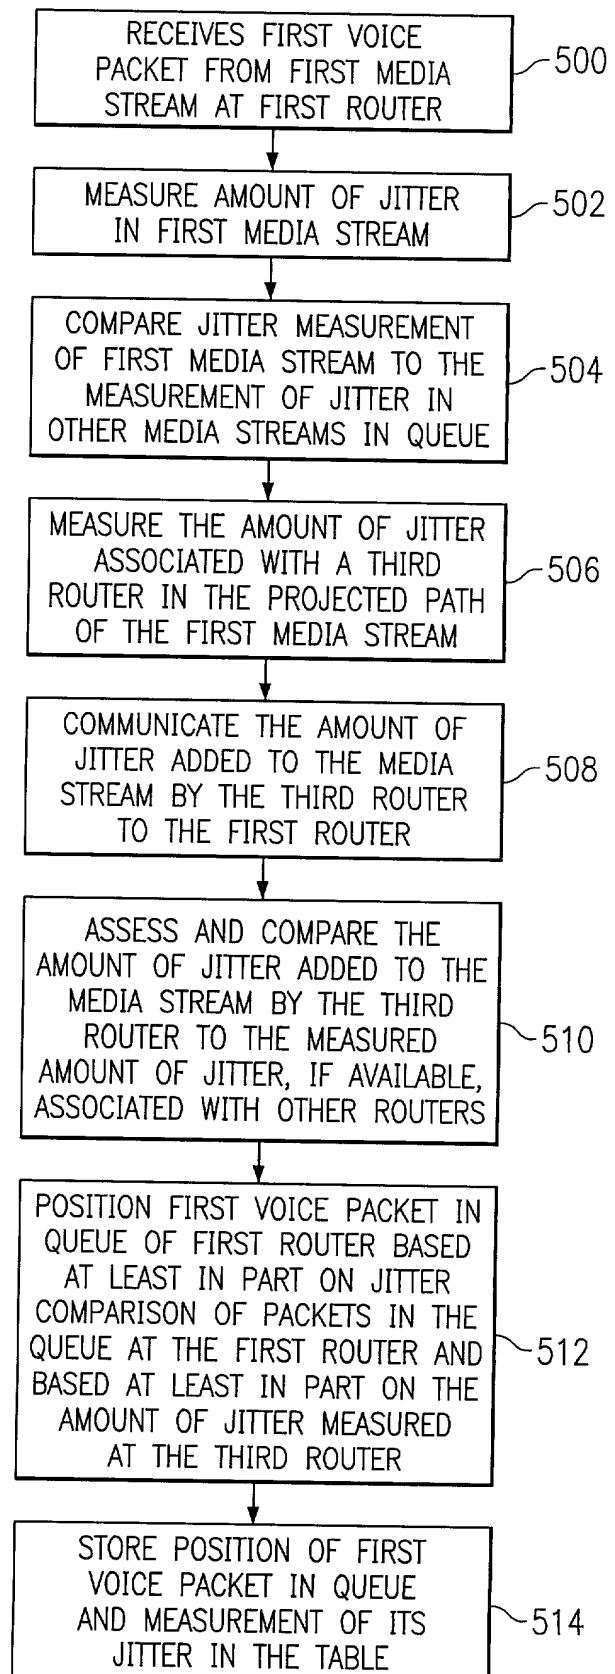 RECEIVES FIRST VOICE
PACKET FROM FIRST MEDIA
STREAM AT FIRST ROUTER
500
MEASURE AMOUNT OF JITTER
IN FIRST MEDIA STREAM
502
COMPARE JITTER MEASUREMENT
OF FIRST MEDIA STREAM TO THE
MEASUREMENT OF JITTER IN
OTHER MEDIA STREAMS IN QUEUE
504
MEASURE THE AMOUNT OF JITTER
ASSOCIATED WITH A THIRD
ROUTER IN THE PROJECTED PATH
OF THE FIRST MEDIA STREAM
506
COMMUNICATE THE AMOUNT OF
JITTER ADDED TO THE MEDIA
STREAM BY THE THIRD ROUTER
TO THE FIRST ROUTER
508
ASSESS AND COMPARE THE
AMOUNT OF JITTER ADDED TO THE
MEDIA STREAM BY THE THIRD
ROUTER TO THE MEASURED
AMOUNT OF JITTER, IF AVAILABLE,
ASSOCIATED WITH OTHER ROUTERS
510
POSITION FIRST VOICE PACKET IN
QUEUE OF FIRST ROUTER BASED
AT LEAST IN PART ON JITTER
COMPARISON OF PACKETS IN THE
QUEUE AT THE FIRST ROUTER AND
BASED AT LEAST IN PART ON THE
AMOUNT OF JITTER MEASURED
AT THE THIRD ROUTER
512
STORE POSITION OF FIRST
VOICE PACKET IN QUEUE
AND MEASUREMENT OF ITS
JITTER IN THE TABLE
514